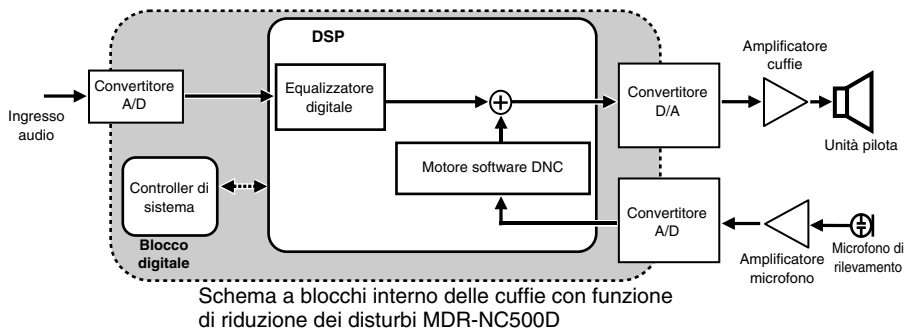 DSP
Convertitore
A/D
Ingresso
audio
Equalizzatore
digitale
Motore software DNC
Controller di
sistema
Blocco
digitale
Convertitore
D/A
Amplificatore
cuffie
Unità pilota
Convertitore
A/D
Amplificatore
microfono
Microfono di
rilevamento
Schema a blocchi interno delle cuffie con funzione
di riduzione dei disturbi MDR-NC500D